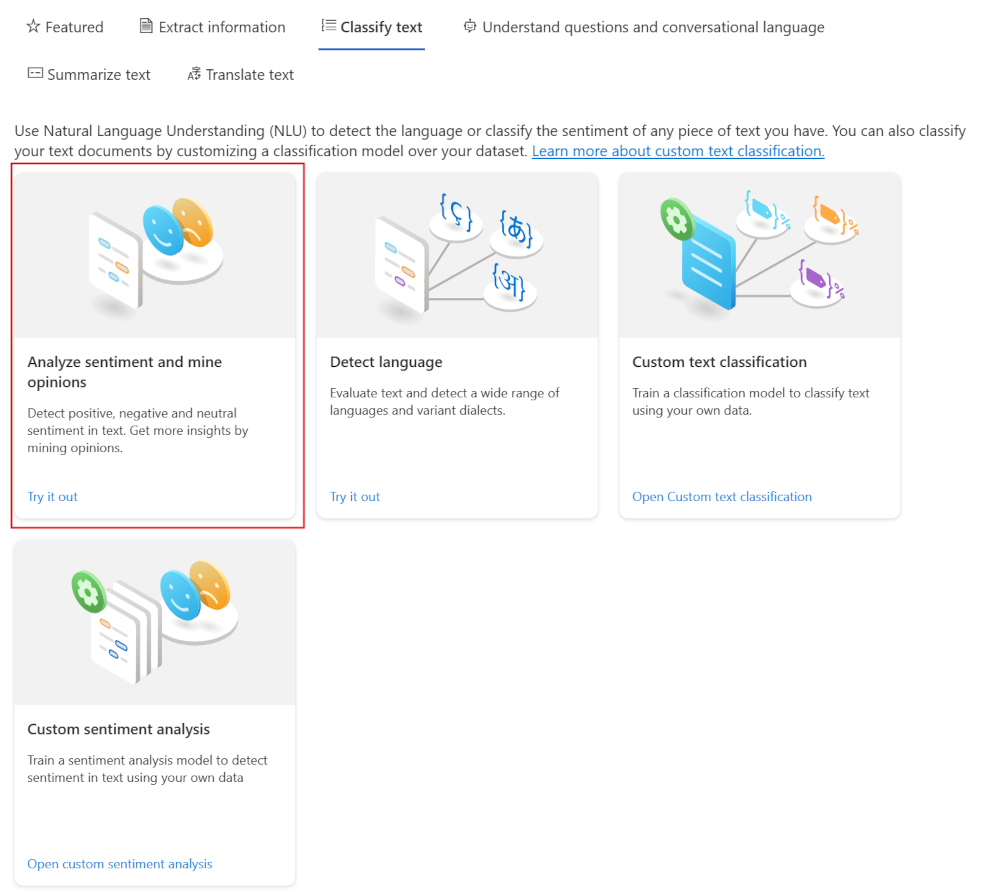 Featured
Extract information
Classify text
Understand questions and conversational language
Summarize text
Translate text
Use Natural Language Understanding (NLU) to detect the language or classify the sentiment of any piece of text you have. You can also classify
your text documents by customizing a classification model over your dataset. Learn more about custom text classification.
{ç}
{あ}
{अ}
%
%
%
Analyze sentiment and mine
opinions
Detect positive, negative and neutral
sentiment in text. Get more insights by
mining opinions.
Try it out
Detect language
Evaluate text and detect a wide range of
languages and variant dialects.
Try it out
Custom text classification
Train a classification model to classify text
using your own data.
Open Custom text classification
Custom sentiment analysis
Train a sentiment analysis model to detect
sentiment in text using your own data
Open custom sentiment analysis